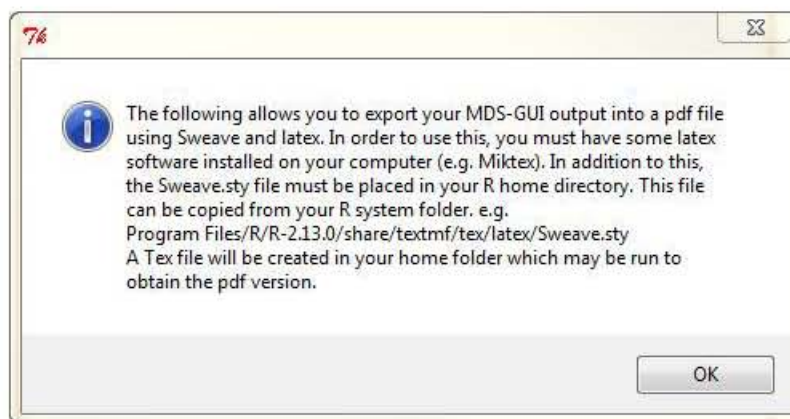 7k
The following allows you to export your MDS-GUI output into a pdf file
using Sweave and latex. In order to use this, you must have some latex
software installed on your computer (e.g. Miktex). In addition to this,
the Sweave.sty file must be placed in your R home directory. This file
can be copied from your R system folder. e.g.
Program Files/R/R-2.13.0/share/textmf/tex/latex/Sweave.sty
A Tex file will be created in your home folder which may be run to
obtain the pdf version.
OK